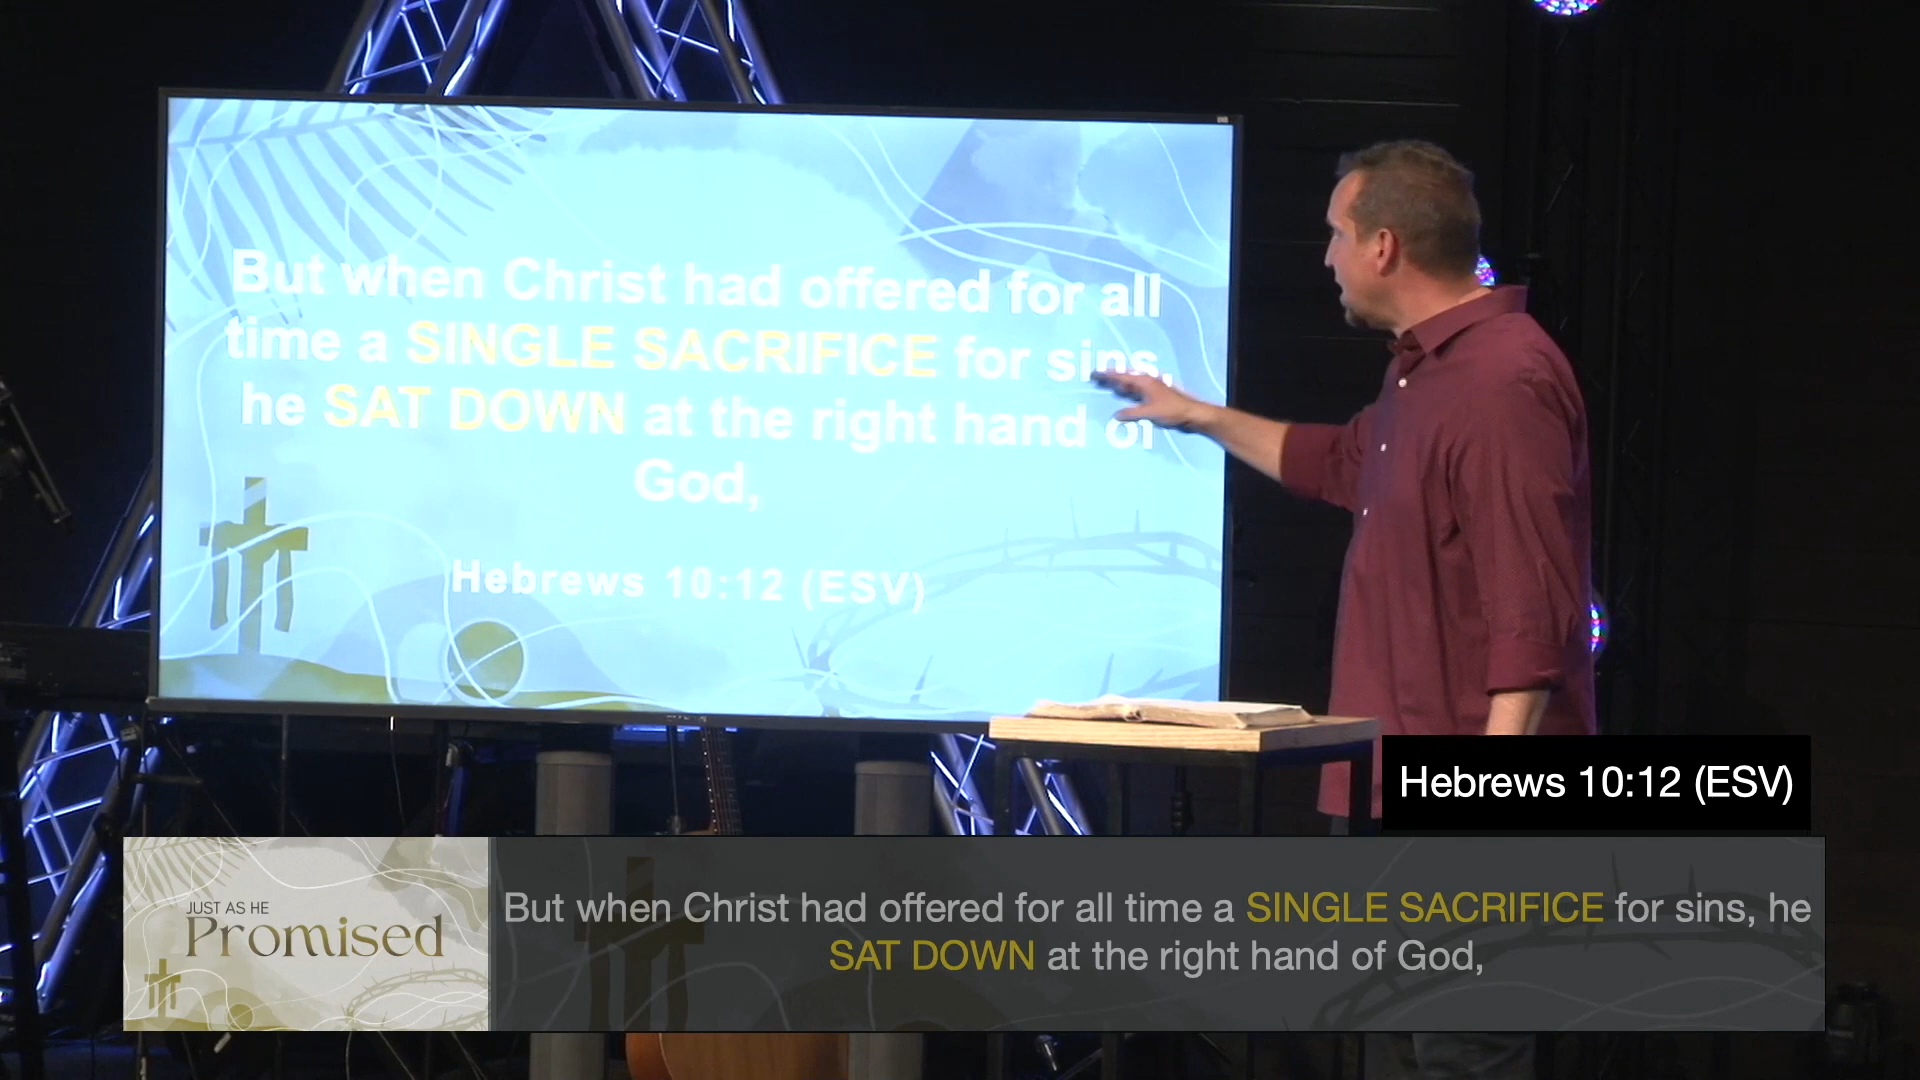 But when Christ had offered for all
time a SINGLE SACRIFICE for sins,
he SAT DOWN at the right hand of
God,
Hebrews 10:12 (ESV)
Hebrews 10:12 (ESV)
JUST AS HE
Promised
But when Christ had offered for all time a SINGLE SACRIFICE for sins, he
SAT DOWN at the right hand of God,